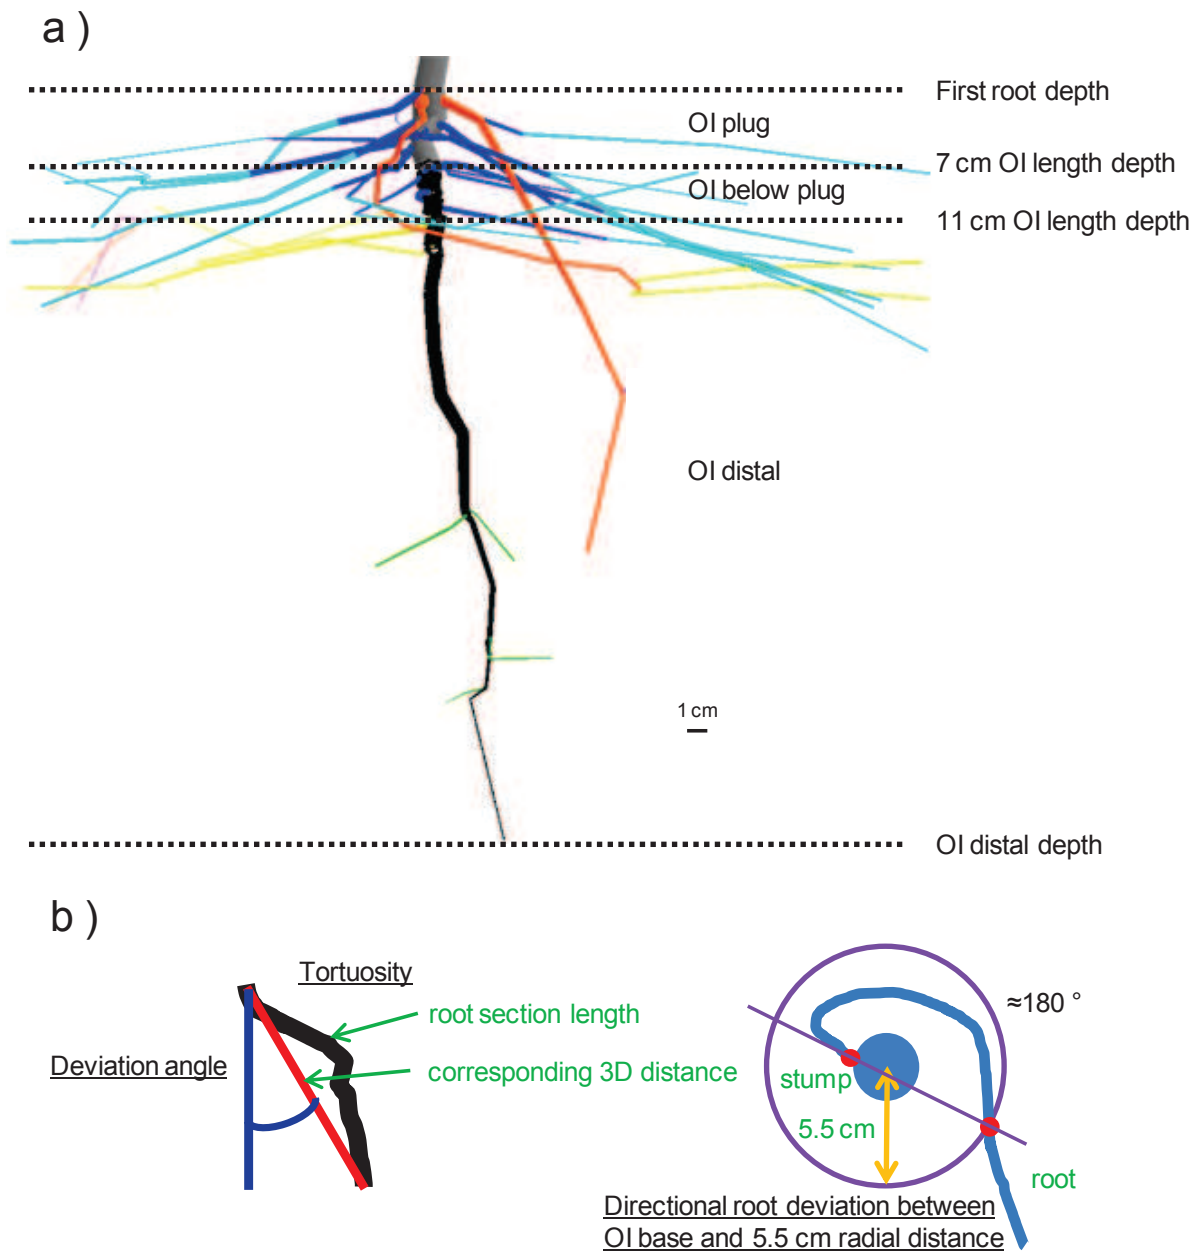 a )
First root depth
OI plug
7 cm OI length depth
OI below plug
11 cm OI length depth
OI distal
1 cm
OI distal depth
b )
Tortuosity
root section length
Deviation angle
corresponding 3D distance
≈180 °
stump
5.5 cm
root
Directional root deviation between
OI base and 5.5 cm radial distance